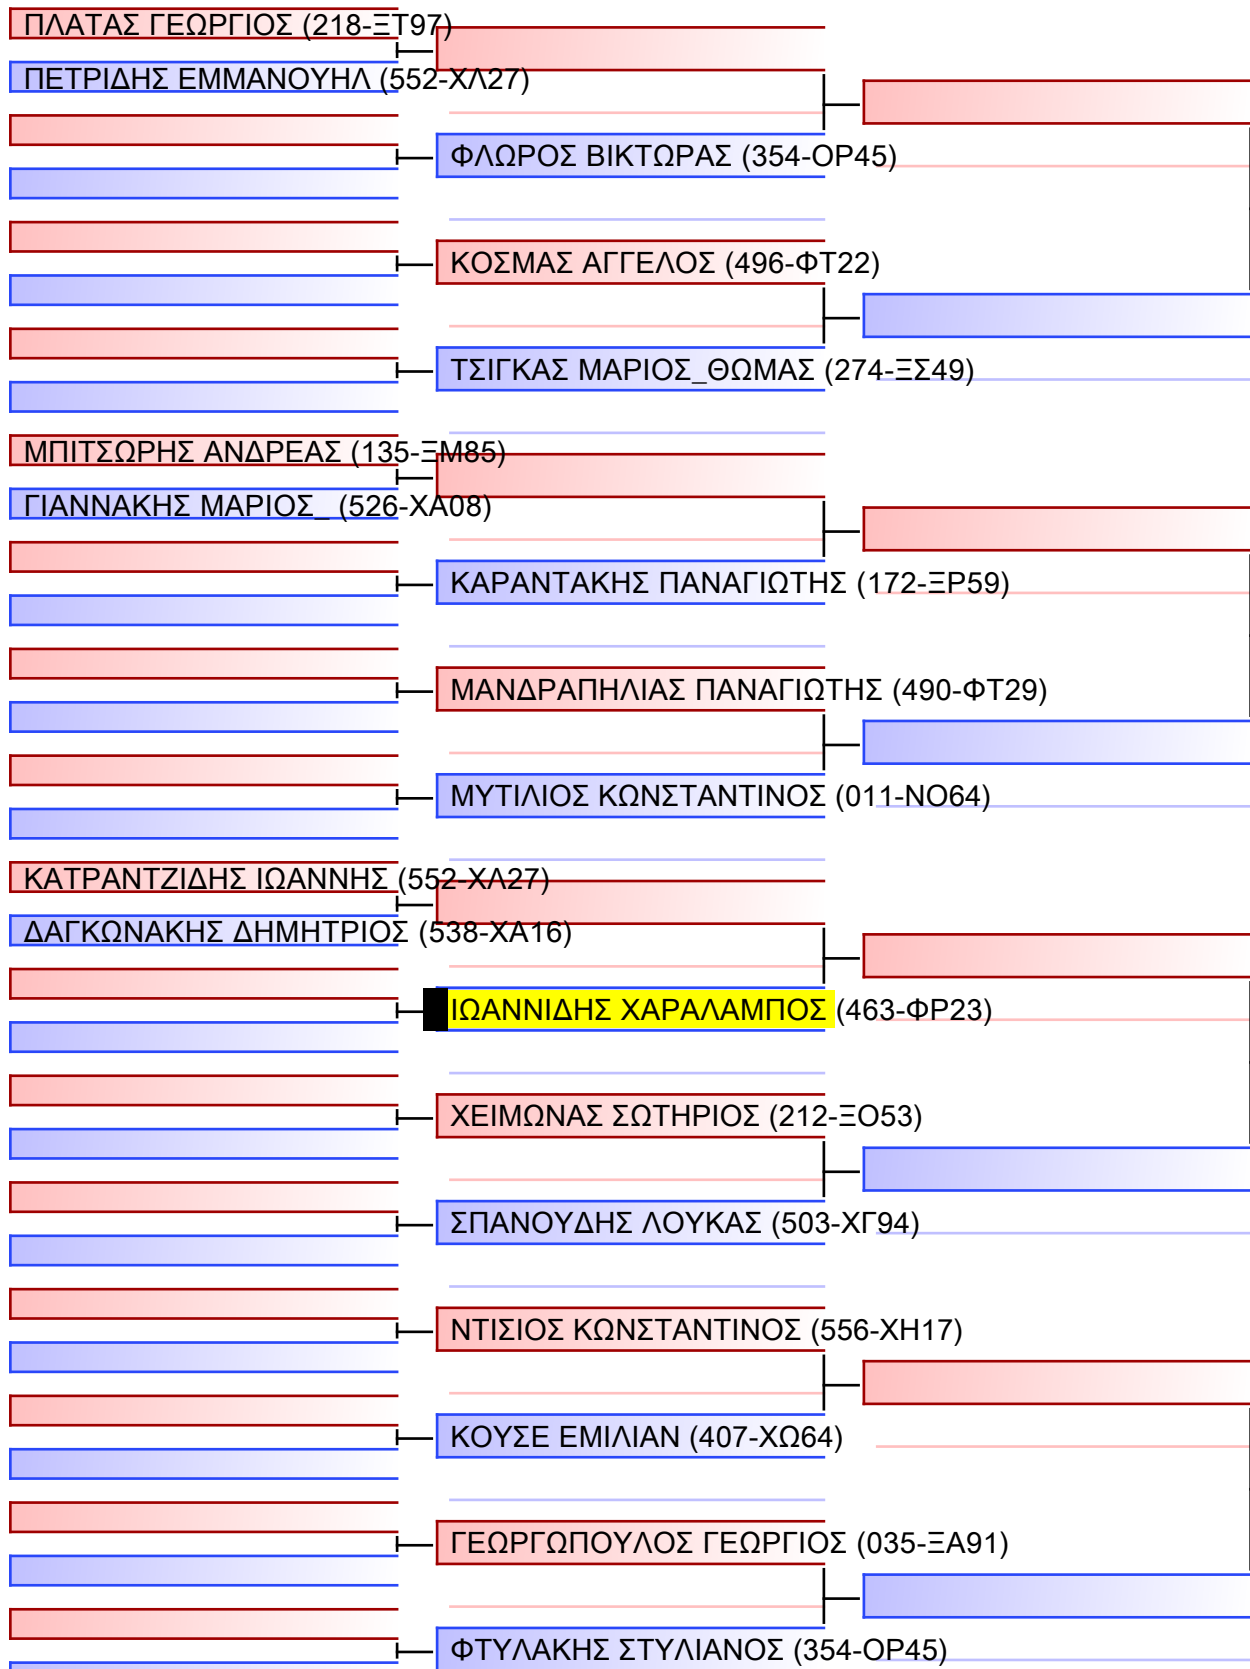 ΠΛΑΤΑΣ ΓΕΩΡΓΙΟΣ (218-ΞΤ97)
ΠΕΤΡΙΔΗΣ ΕΜΜΑΝΟΥΗΛ (552-ΧΛ27)
ΦΛΩΡΟΣ ΒΙΚΤΩΡΑΣ (354-ΟΡ45)
ΚΟΣΜΑΣ ΑΓΓΕΛΟΣ (496-ΦΤ22)
ΤΣΙΓΚΑΣ ΜΑΡΙΟΣ_ΘΩΜΑΣ (274-ΞΣ49)
ΜΠΙΤΣΩΡΗΣ ΑΝΔΡΕΑΣ (135-ΞΜ85)
ΓΙΑΝΝΑΚΗΣ ΜΑΡΙΟΣ_ (526-ΧΑ08)
ΚΑΡΑΝΤΑΚΗΣ ΠΑΝΑΓΙΩΤΗΣ (172-ΞΡ59)
ΜΑΝΔΡΑΠΗΛΙΑΣ ΠΑΝΑΓΙΩΤΗΣ (490-ΦΤ29)
ΜΥΤΙΛΙΟΣ ΚΩΝΣΤΑΝΤΙΝΟΣ (011-ΝΟ64)
ΚΑΤΡΑΝΤΖΙΔΗΣ ΙΩΑΝΝΗΣ (552-ΧΛ27)
ΔΑΓΚΩΝΑΚΗΣ ΔΗΜΗΤΡΙΟΣ (538-ΧΑ16)
ΙΩΑΝΝΙΔΗΣ ΧΑΡΑΛΑΜΠΟΣ (463-ΦΡ23)
ΧΕΙΜΩΝΑΣ ΣΩΤΗΡΙΟΣ (212-ΞΟ53)
ΣΠΑΝΟΥΔΗΣ ΛΟΥΚΑΣ (503-ΧΓ94)
ΝΤΙΣΙΟΣ ΚΩΝΣΤΑΝΤΙΝΟΣ (556-ΧΗ17)
ΚΟΥΣΕ ΕΜΙΛΙΑΝ (407-ΧΩ64)
ΓΕΩΡΓΩΠΟΥΛΟΣ ΓΕΩΡΓΙΟΣ (035-ΞΑ91)
ΦΤΥΛΑΚΗΣ ΣΤΥΛΙΑΝΟΣ (354-ΟΡ45)